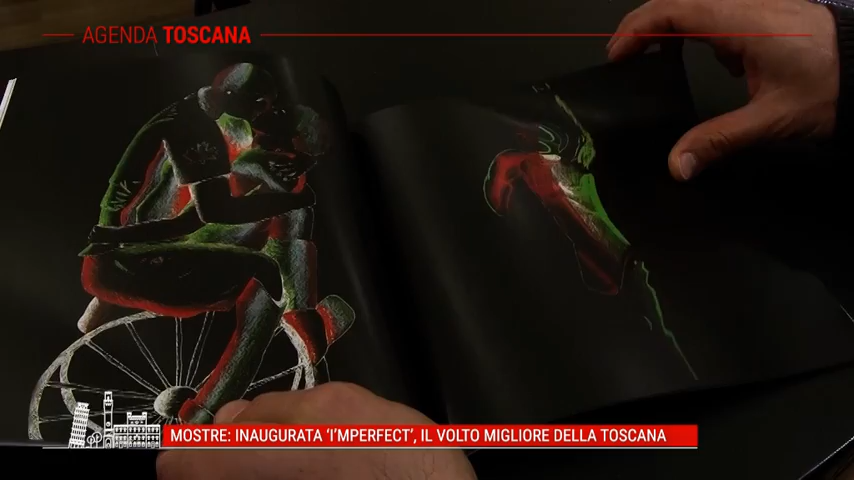 AGENDA TOSCANA
MOSTRE: INAUGURATA 'I'MPERFECT', IL VOLTO MIGLIORE DELLA TOSCANA